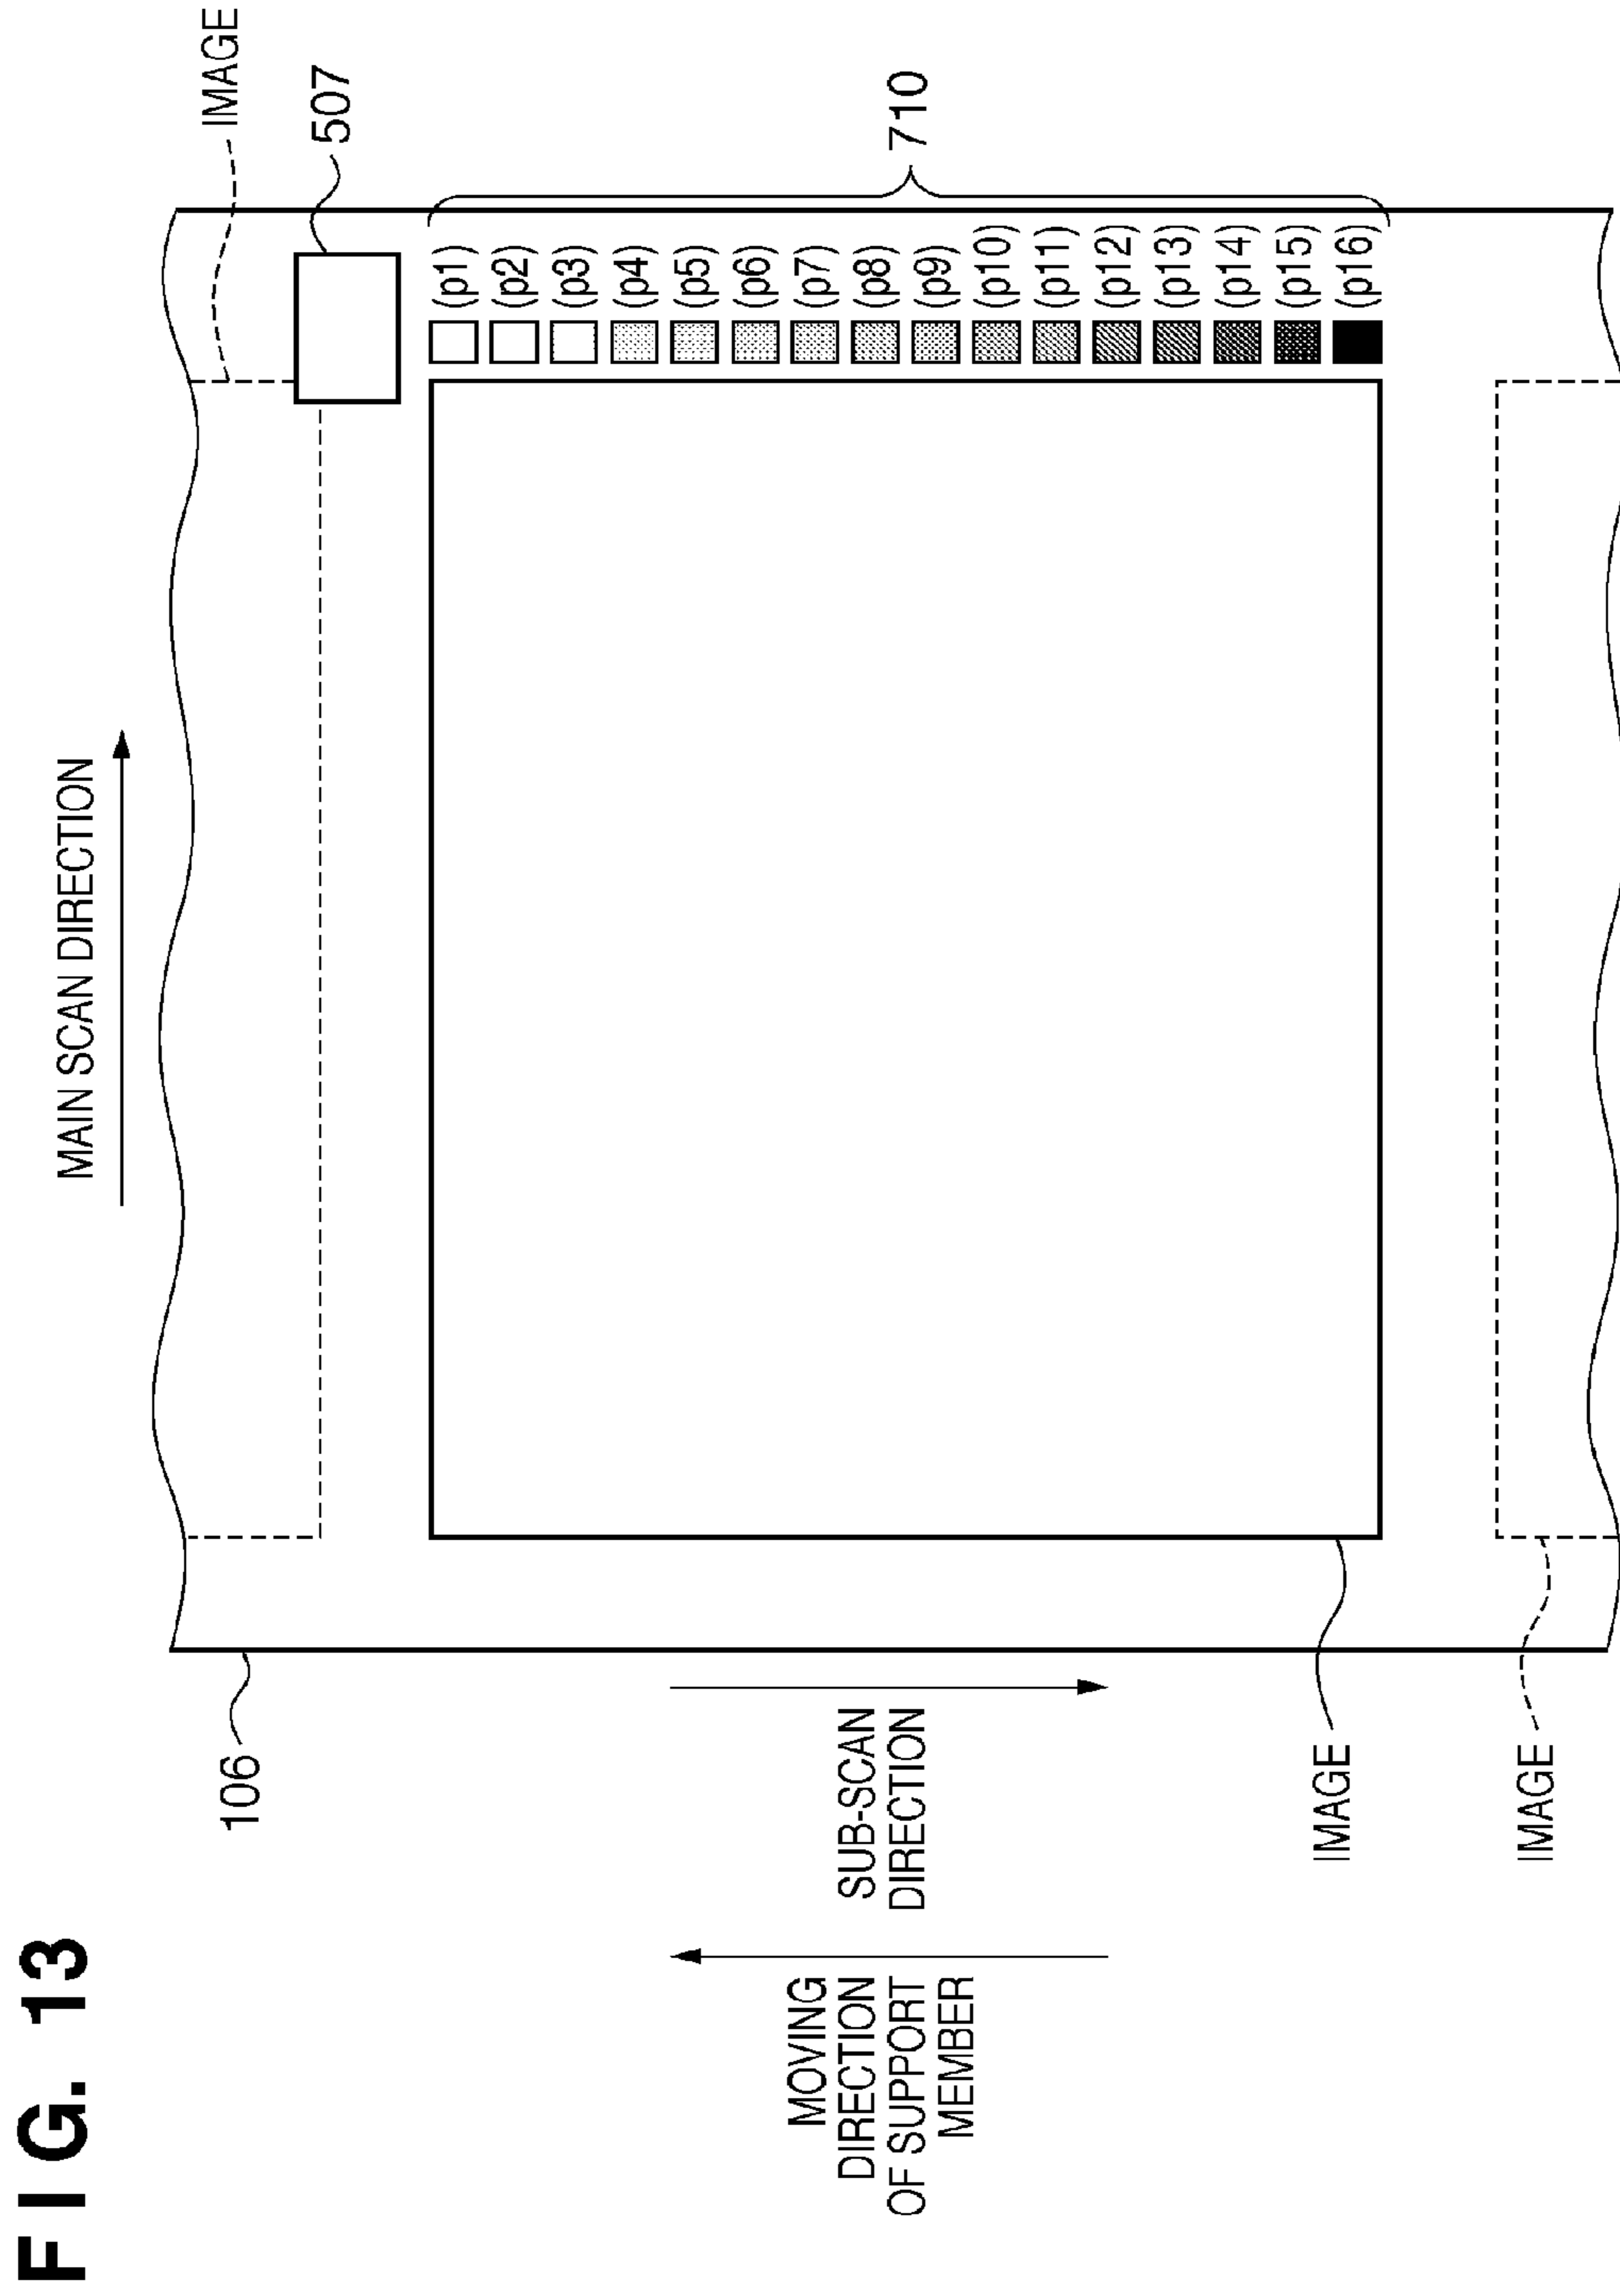 FIG. 13
MAIN SCAN DIRECTION
IMAGE
507
(p1)
(p2)
(p3)
(p4)
(p5)
(p6)
(p7)
(p8)
(p9)
(p10)
(p11)
(p12)
(p13)
(p14)
(p15)
(p16)
710
106
SUB-SCAN
DIRECTION
MOVING
DIRECTION
OF SUPPORT
MEMBER
IMAGE
IMAGE